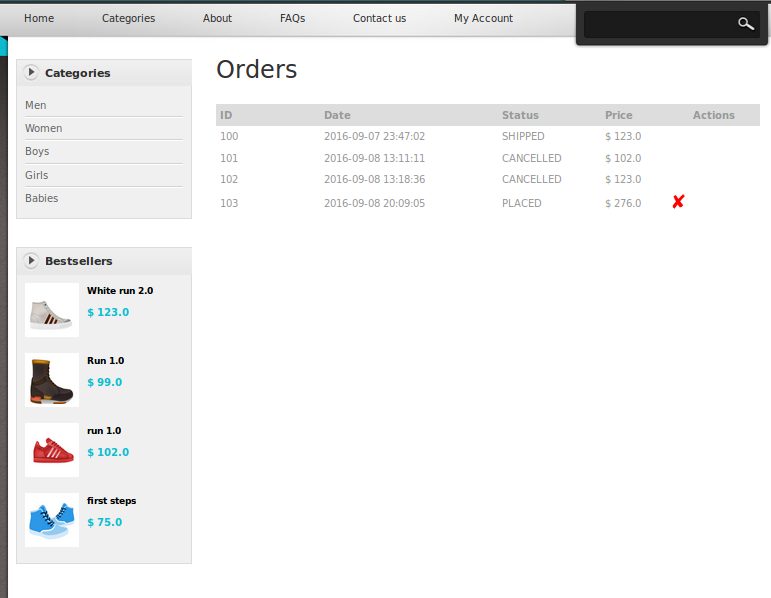 Home Categories About FAQs Contact us My Account
Categories
Men
Women
Boys
Girls
Babies
Bestsellers
White run 2.0
$ 123.0
Run 1.0
$ 99.0
run 1.0
$ 102.0
first steps
$ 75.0
Orders
ID Date Status Price Actions
100 2016-09-07 23:47:02 SHIPPED $ 123.0
101 2016-09-08 13:11:11 CANCELLED $ 102.0
102 2016-09-08 13:18:36 CANCELLED $ 123.0
103 2016-09-08 20:09:05 PLACED $ 276.0